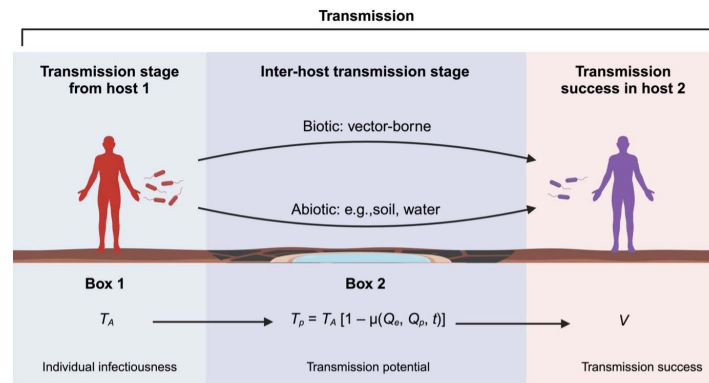 Transmission
Transmission stage
from host 1
Inter-host transmission stage
Transmission
success in host 2
Biotic: vector-borne
Abiotic: e.g.,soil, water
Box 1
Box 2
T_A
T_p = T_A [1 − μ(Q_e, Q_p, t)]
V
Individual infectiousness
Transmission potential
Transmission success